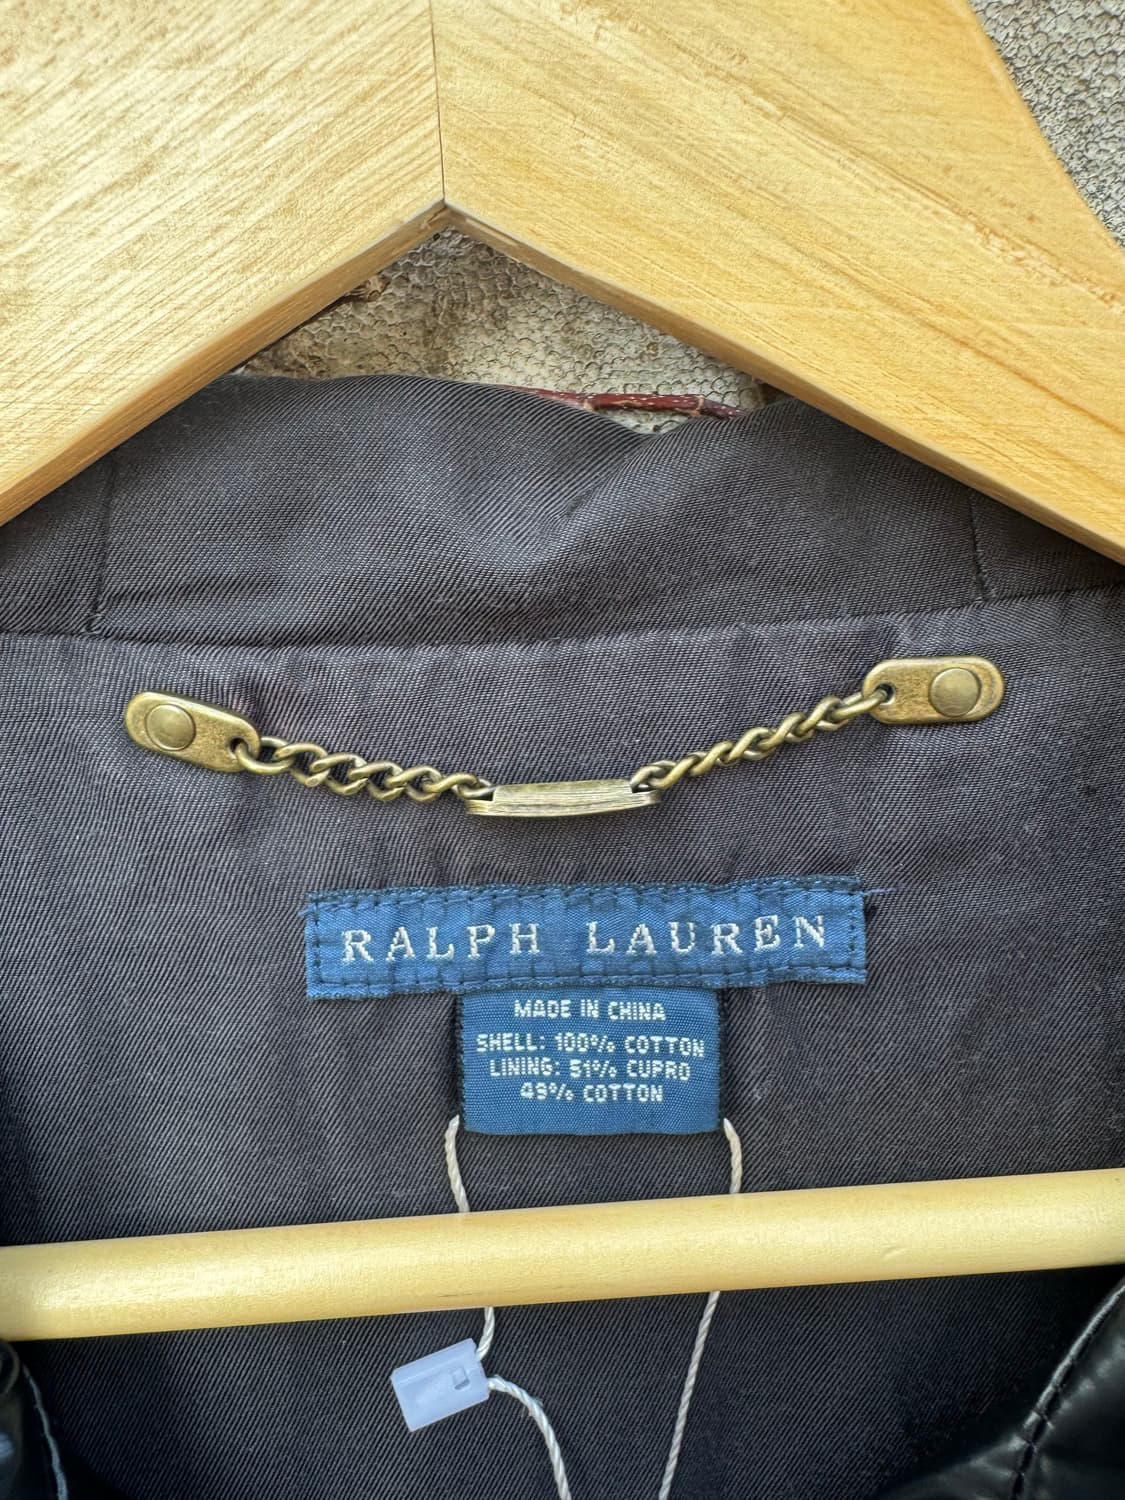 RALPH LAUREN
MADE IN CHINA
SHELL: 100% COTTON
LINING: 51% CUPRO
49% COTTON